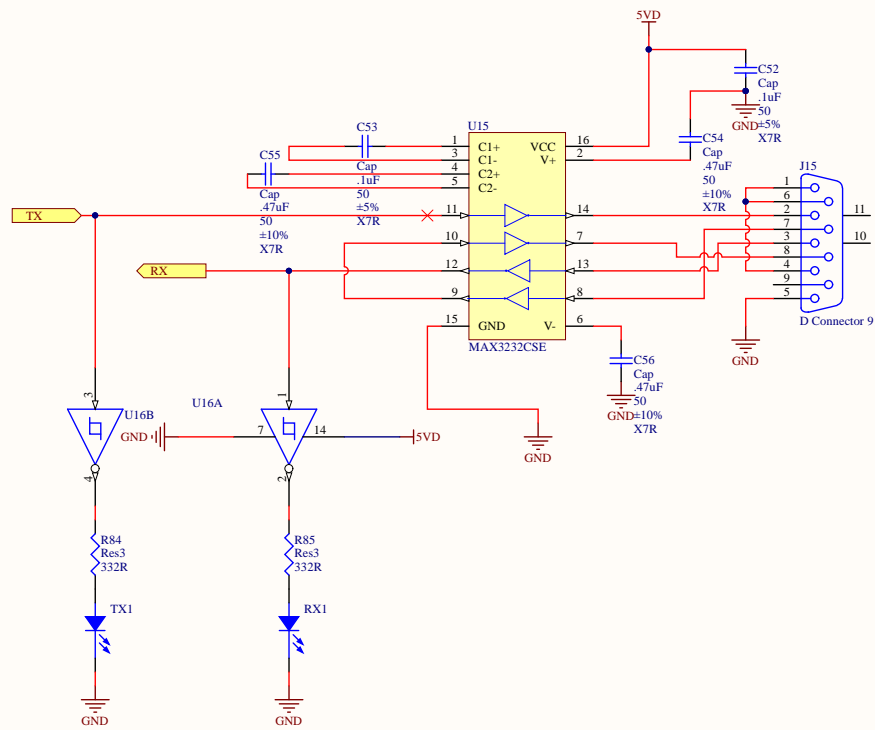 5VD
C52
Cap
.1uF
50
±5%
X7R
GND
C54
Cap
.47uF
50
±10%
X7R
U15
C53
Cap
.1uF
50
±5%
X7R
C55
Cap
.47uF
50
±10%
X7R
1 C1+ VCC 16
3 C1- V+ 2
4 C2+
5 C2-
11 14
10 7
12 13
9 8
15 GND V- 6
MAX3232CSE
TX
RX
J15
1
6
2
7
3
8
4
9
5
11
10
D Connector 9
GND
C56
Cap
.47uF
50
±10%
X7R
GND
GND
3
U16B
4
U16A
1
GND 7 14 5VD
2
R84
Res3
332R
R85
Res3
332R
TX1
RX1
GND
GND